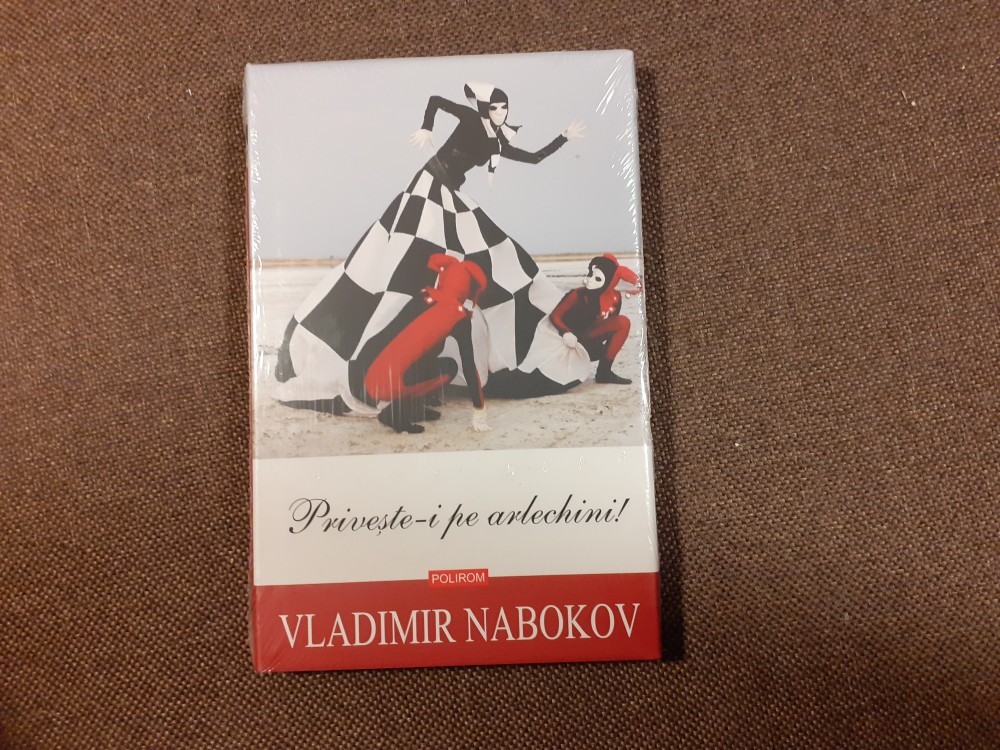 Privește-i pe arlechini!
POLIROM
VLADIMIR NABOKOV